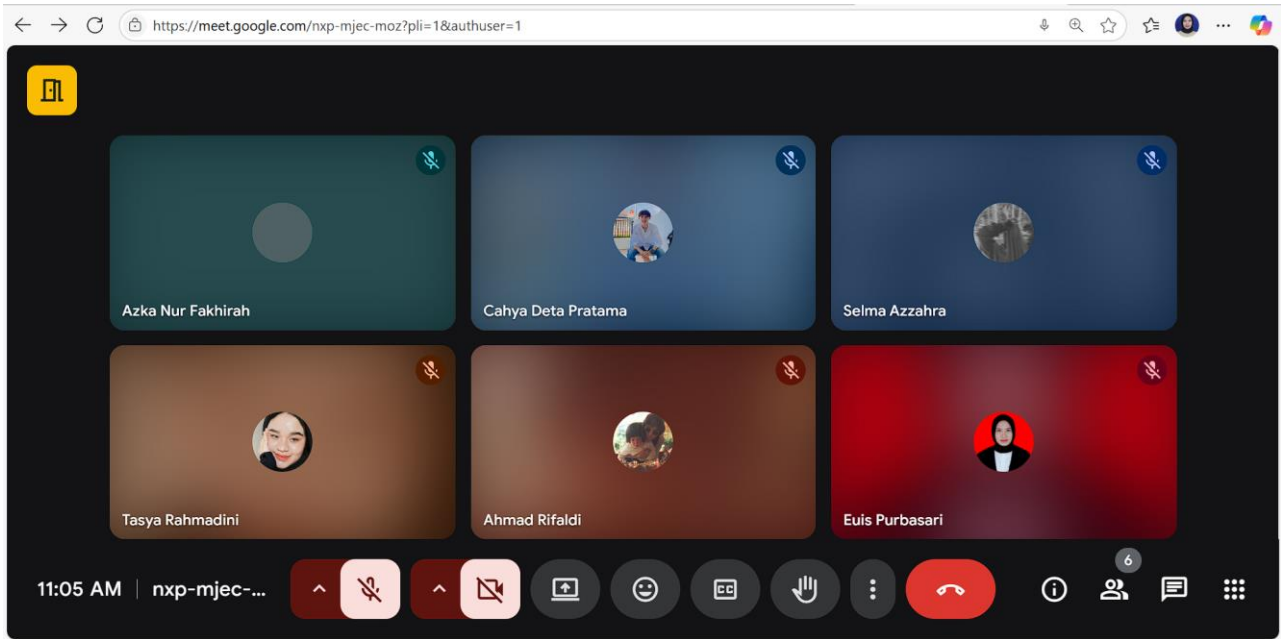 https://meet.google.com/nxp-mjec-moz?pli=1&authuser=1
Azka Nur Fakhirah
Cahya Deta Pratama
Selma Azzahra
Tasya Rahmadini
Ahmad Rifaldi
Euis Purbasari
11:05 AM | nxp-mjec-...
CC
6